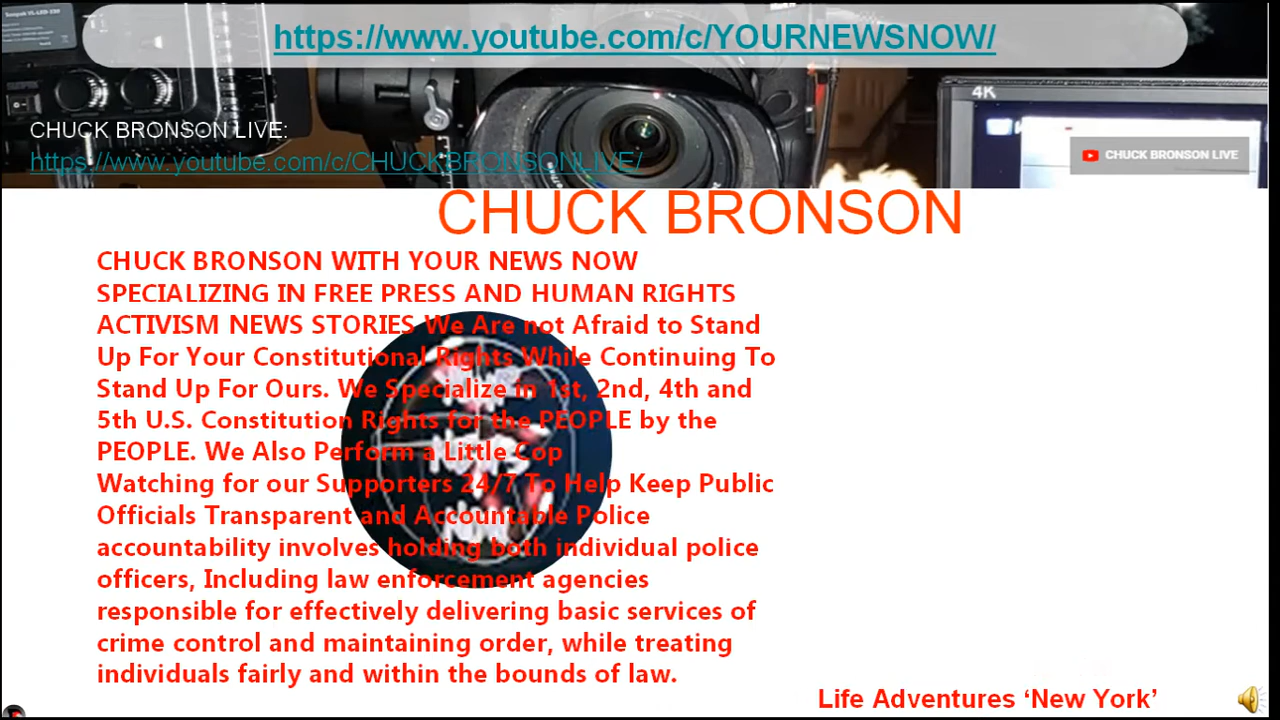 https://www.youtube.com/c/YOURNEWSNOW/
4K
CHUCK BRONSON LIVE:
https://www.youtube.com/c/CHUCKBRONSONLIVE/
CHUCK BRONSON LIVE
CHUCK BRONSON
CHUCK BRONSON WITH YOUR NEWS NOW
SPECIALIZING IN FREE PRESS AND HUMAN RIGHTS
ACTIVISM NEWS STORIES We Are not Afraid to Stand
Up For Your Constitutional Rights While Continuing To
Stand Up For Ours. We Specialize in 1st, 2nd, 4th and
5th U.S. Constitution Rights for the PEOPLE by the
PEOPLE. We Also Perform a Little Cop
Watching for our Supporters 24/7 To Help Keep Public
Officials Transparent and Accountable Police
accountability involves holding both individual police
officers, Including law enforcement agencies
responsible for effectively delivering basic services of
crime control and maintaining order, while treating
individuals fairly and within the bounds of law.
Life Adventures ‘New York’